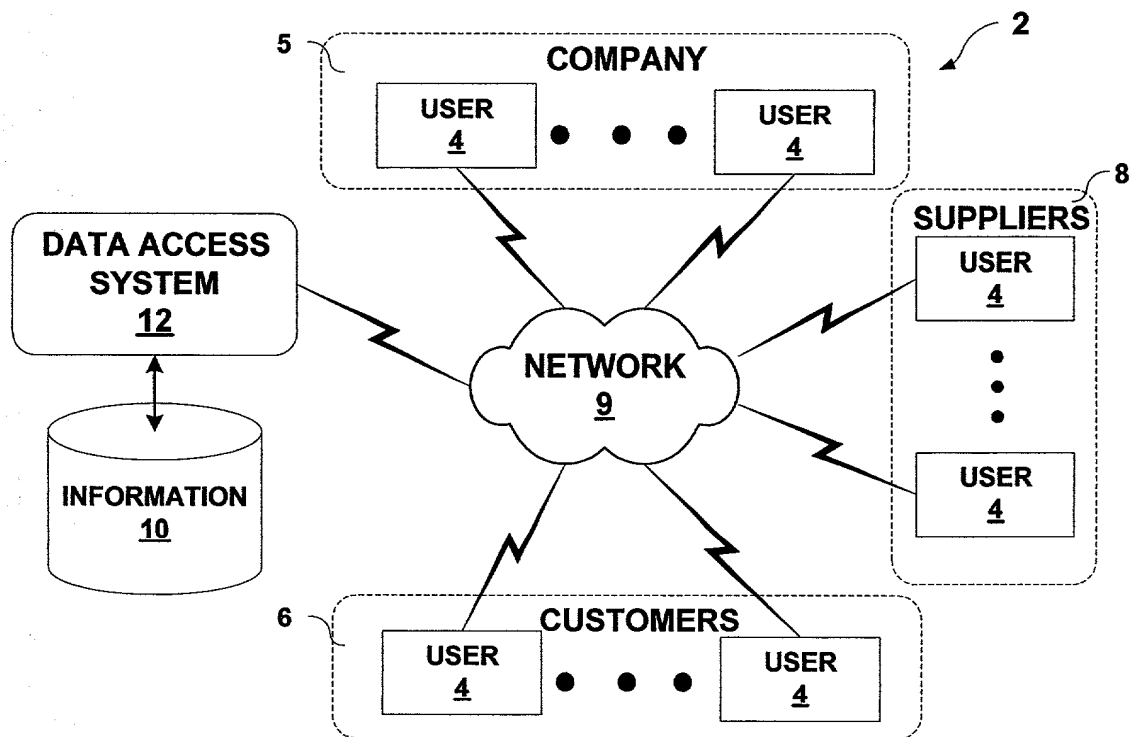 2
5
COMPANY
USER
4
USER
4
8
SUPPLIERS
USER
4
USER
4
DATA ACCESS
SYSTEM
12
NETWORK
9
INFORMATION
10
6
CUSTOMERS
USER
4
USER
4